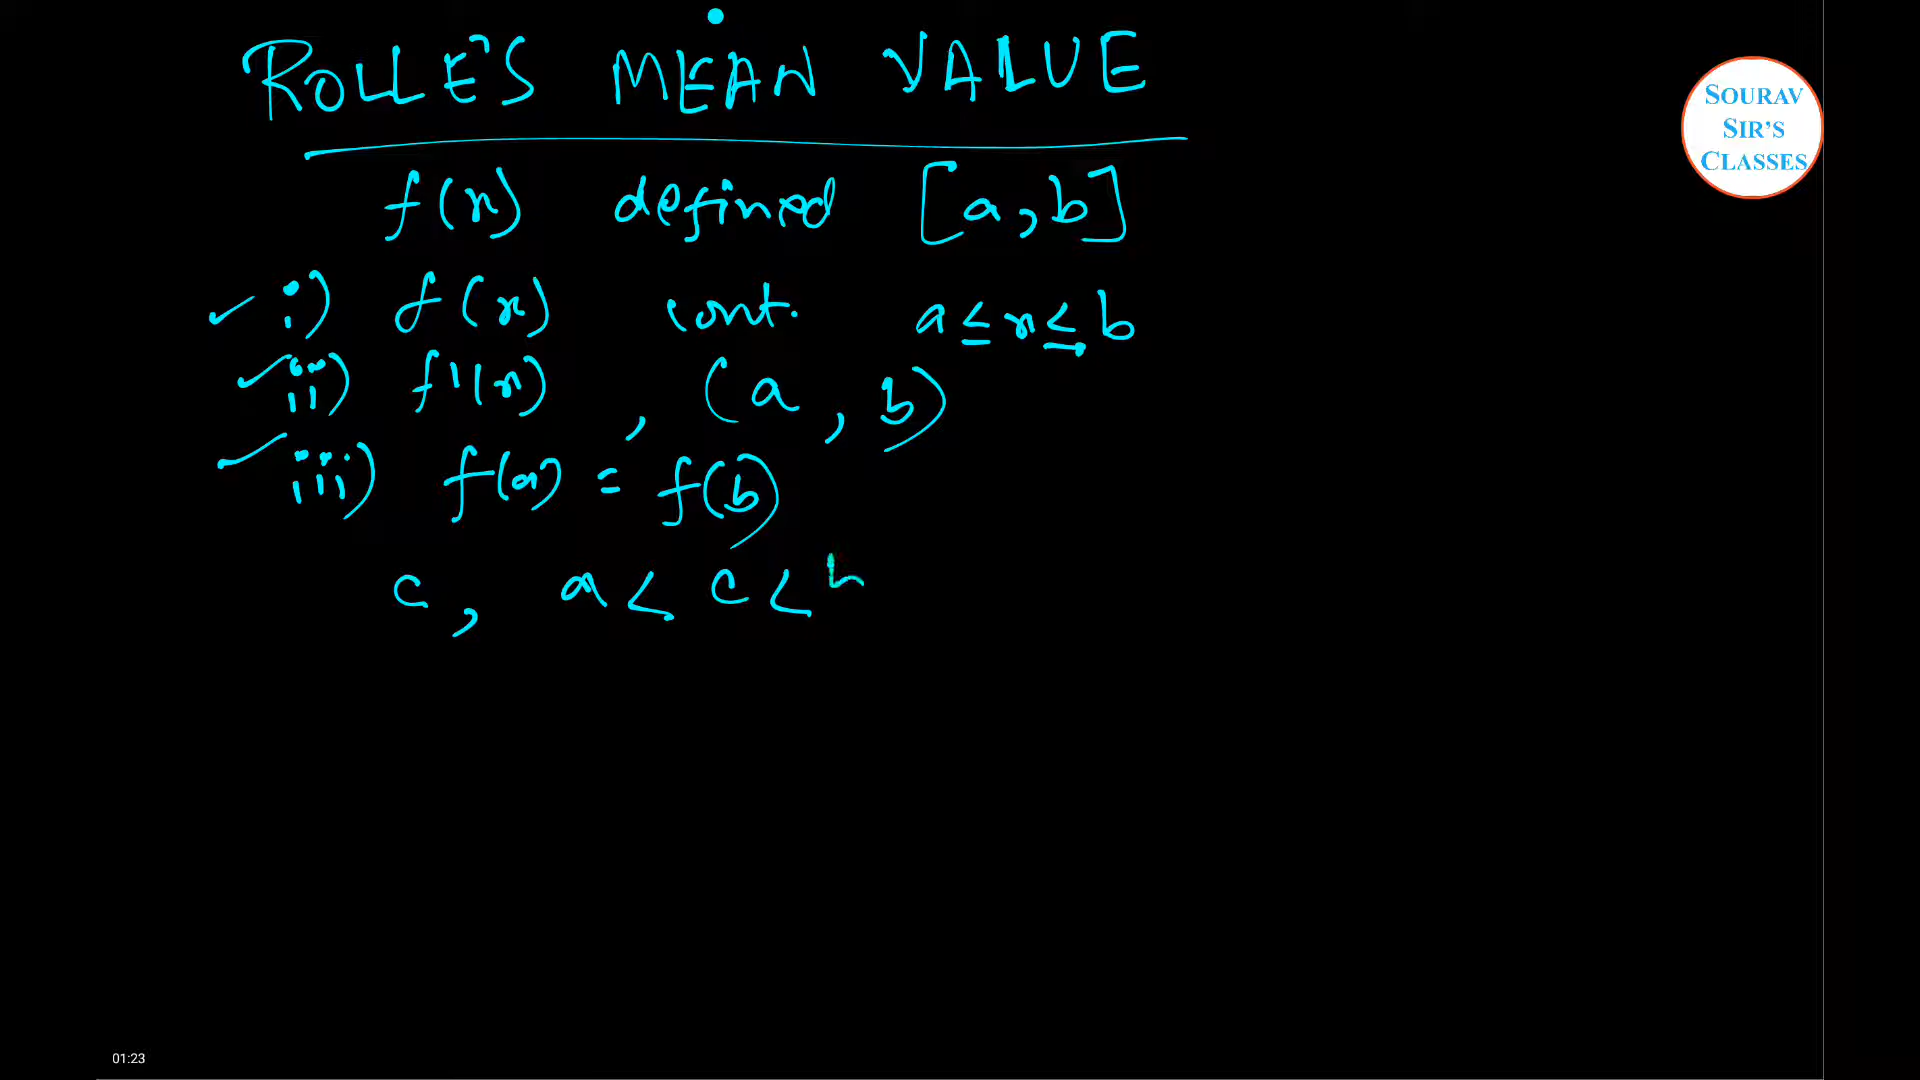 ROLLE'S MEAN VALUE
f(x) defined [a,b]
i) f(x) cont. a≤x≤b
ii) f'(x), (a, b)
iii) f(a) = f(b)
c, a<c<b
SOURAV
SIR'S
CLASSES
01:23